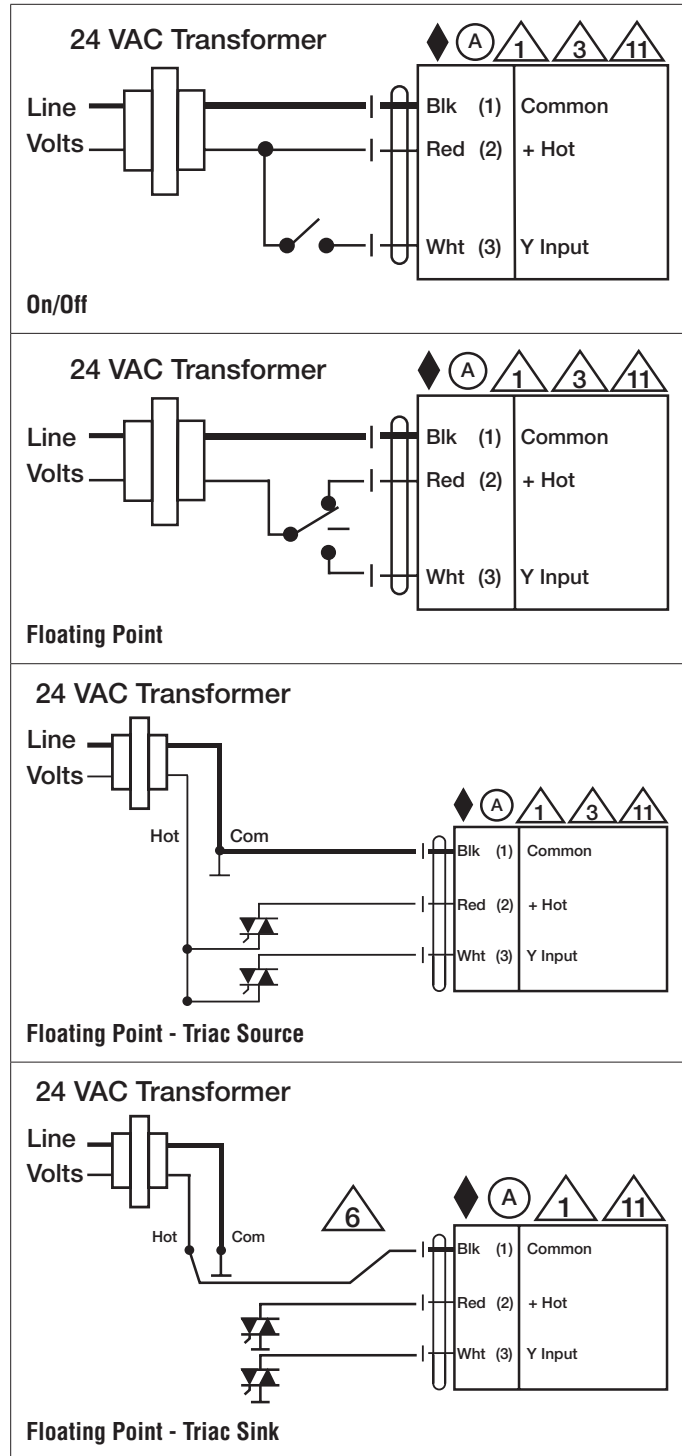 24 VAC Transformer
A 1 3 11
Line
Volts
Blk (1) Common
Red (2) + Hot
Wht (3) Y Input
On/Off
24 VAC Transformer
A 1 3 11
Line
Volts
Blk (1) Common
Red (2) + Hot
Wht (3) Y Input
Floating Point
24 VAC Transformer
Line
Volts
A 1 3 11
Hot Com
Blk (1) Common
Red (2) + Hot
Wht (3) Y Input
Floating Point - Triac Source
24 VAC Transformer
Line
Volts
6
A 1 11
Hot Com
Blk (1) Common
Red (2) + Hot
Wht (3) Y Input
Floating Point - Triac Sink